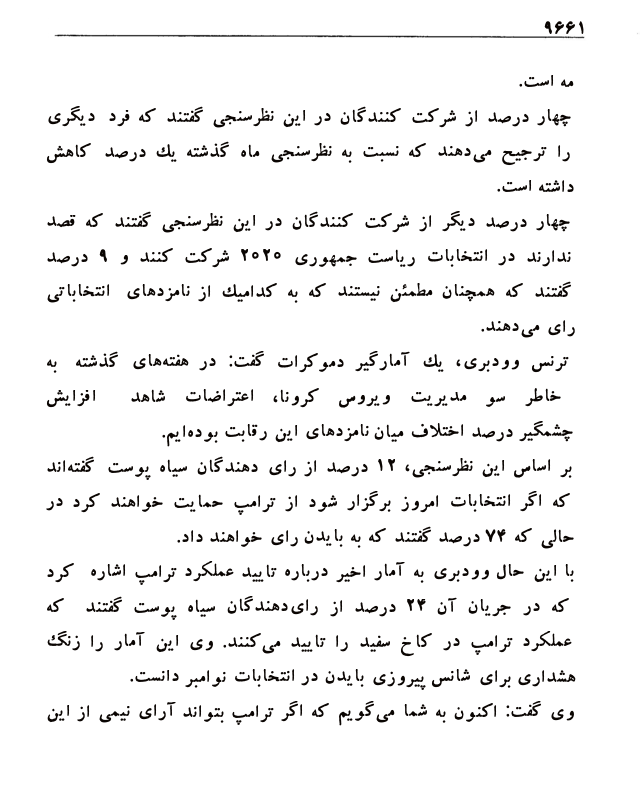 ۹۶۶۱
مه است.
چهار درصد از شرکت کنندگان در این نظرسنجی گفتند که فرد دیگری
را ترجیح می‌دهند که نسبت به نظرسنجی ماه گذشته یك درصد کاهش
داشته است.
چهار درصد دیگر از شرکت کنندگان در این نظرسنجی گفتند که قصد
ندارند در انتخابات ریاست جمهوری ۲۰۲۰ شرکت کنند و ۹ درصد
گفتند که همچنان مطمئن نیستند که به کدامیك از نامزدهای انتخاباتی
رای می‌دهند.
ترنس وودبری، یك آمارگیر دموکرات گفت: در هفته‌های گذشته به
خاطر سو مدیریت ویروس کرونا، اعتراضات شاهد افزایش
چشمگیر درصد اختلاف میان نامزدهای این رقابت بوده‌ایم.
بر اساس این نظرسنجی، ۱۲ درصد از رای دهندگان سیاه پوست گفته‌اند
که اگر انتخابات امروز برگزار شود از ترامپ حمایت خواهند کرد در
حالی که ۷۴ درصد گفتند که به بایدن رای خواهند داد.
با این حال وودبری به آمار اخیر درباره تایید عملکرد ترامپ اشاره کرد
که در جریان آن ۲۴ درصد از رای‌دهندگان سیاه پوست گفتند که
عملکرد ترامپ در کاخ سفید را تایید می‌کنند. وی این آمار را زنگ
هشداری برای شانس پیروزی بایدن در انتخابات نوامبر دانست.
وی گفت: اکنون به شما می‌گویم که اگر ترامپ بتواند آرای نیمی از این